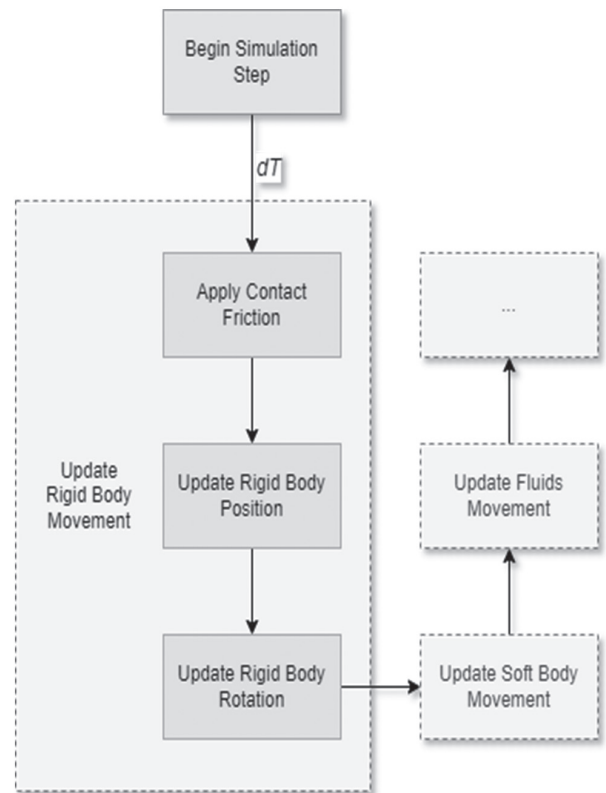 Begin Simulation
Step
dT
Apply Contact
Friction
Update
Rigid Body
Movement
Update Rigid Body
Position
Update Rigid Body
Rotation
Update Soft Body
Movement
Update Fluids
Movement
...